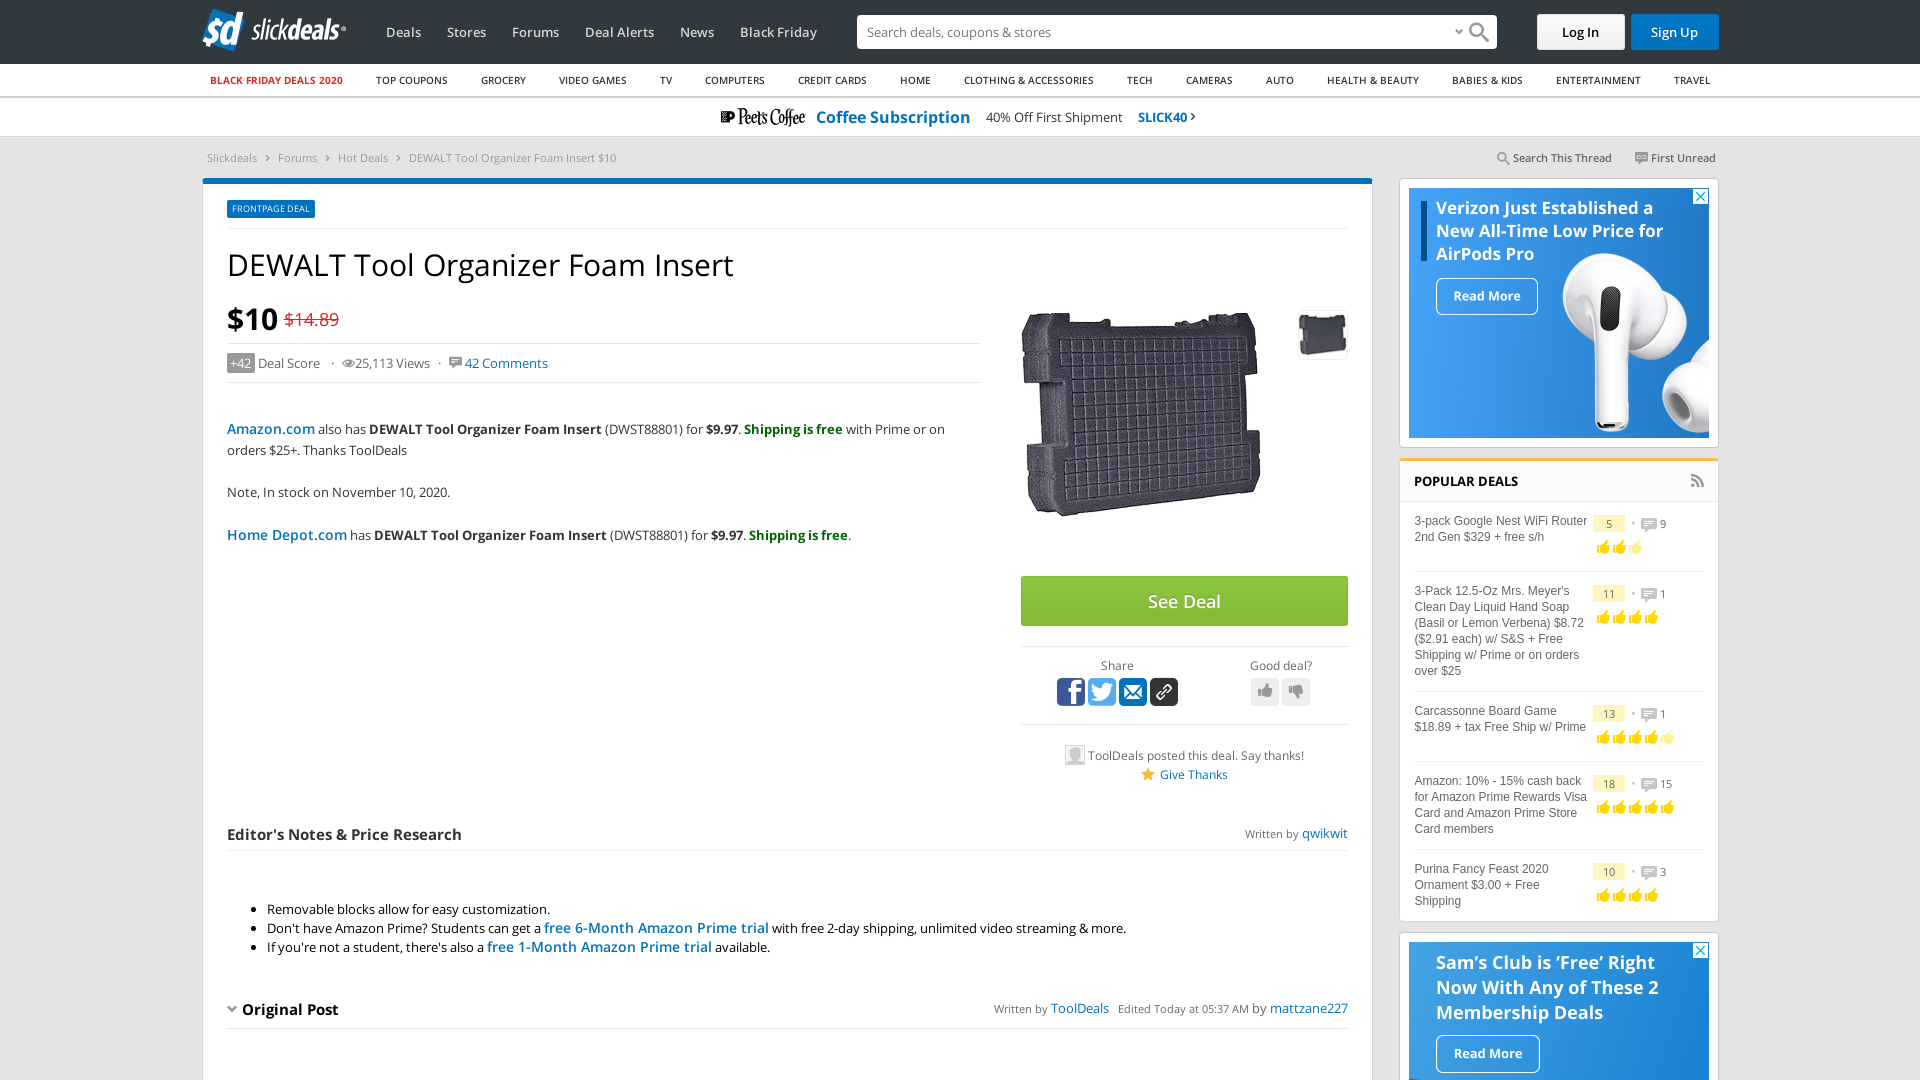 sd slickdeals
Deals Stores Forums Deal Alerts News Black Friday Search deals, coupons & stores Log In Sign Up
BLACK FRIDAY DEALS 2020 TOP COUPONS GROCERY VIDEO GAMES TV COMPUTERS CREDIT CARDS HOME CLOTHING & ACCESSORIES TECH CAMERAS AUTO HEALTH & BEAUTY BABIES & KIDS ENTERTAINMENT TRAVEL
Peet's Coffee Coffee Subscription 40% Off First Shipment SLICK40
Slickdeals Forums Hot Deals DEWALT Tool Organizer Foam Insert $10
Search This Thread First Unread
FRONTPAGE DEAL
DEWALT Tool Organizer Foam Insert
$10 $14.89
+42 Deal Score · 25,113 Views · 42 Comments
Amazon.com also has DEWALT Tool Organizer Foam Insert (DWST88801) for $9.97. Shipping is free with Prime or on
orders $25+. Thanks ToolDeals
Note, In stock on November 10, 2020.
Home Depot.com has DEWALT Tool Organizer Foam Insert (DWST88801) for $9.97. Shipping is free.
See Deal
Share Good deal?
ToolDeals posted this deal. Say thanks!
Give Thanks
Editor's Notes & Price Research Written by qwikwit
• Removable blocks allow for easy customization.
• Don't have Amazon Prime? Students can get a free 6-Month Amazon Prime trial with free 2-day shipping, unlimited video streaming & more.
• If you're not a student, there's also a free 1-Month Amazon Prime trial available.
Original Post Written by ToolDeals Edited Today at 05:37 AM by mattzane227
Verizon Just Established a
New All-Time Low Price for
AirPods Pro
Read More
POPULAR DEALS
3-pack Google Nest WiFi Router 5 • 9
2nd Gen $329 + free s/h
3-Pack 12.5-Oz Mrs. Meyer's 11 • 1
Clean Day Liquid Hand Soap
(Basil or Lemon Verbena) $8.72
($2.91 each) w/ S&S + Free
Shipping w/ Prime or on orders
over $25
Carcassonne Board Game 13 • 1
$18.89 + tax Free Ship w/ Prime
Amazon: 10% - 15% cash back 18 • 15
for Amazon Prime Rewards Visa
Card and Amazon Prime Store
Card members
Purina Fancy Feast 2020 10 • 3
Ornament $3.00 + Free
Shipping
Sam's Club is ‘Free’ Right
Now With Any of These 2
Membership Deals
Read More